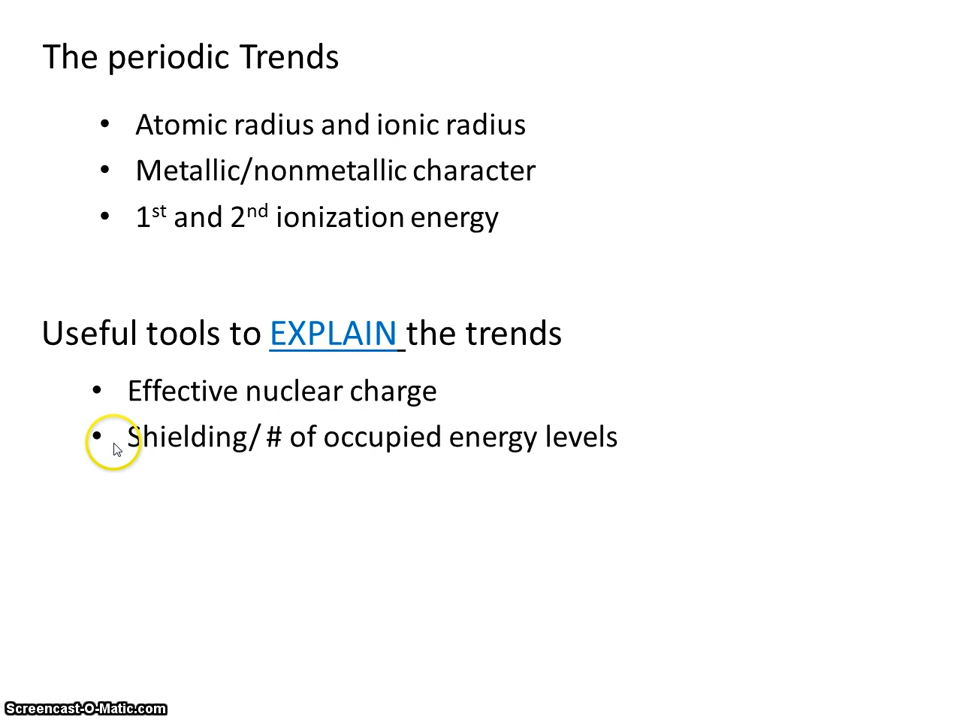 The periodic Trends
• Atomic radius and ionic radius
• Metallic/nonmetallic character
• 1st and 2nd ionization energy
Useful tools to EXPLAIN the trends
• Effective nuclear charge
• Shielding/ # of occupied energy levels
Screencast-O-Matic.com